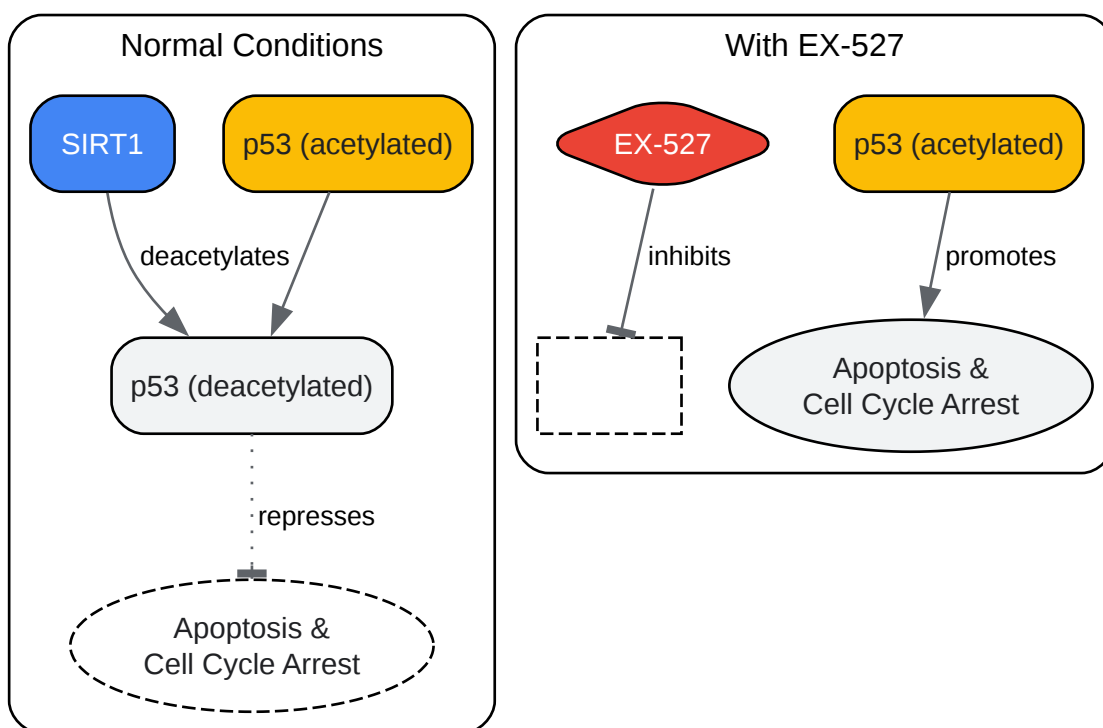 Normal Conditions
SIRT1
p53 (acetylated)
deacetylates
p53 (deacetylated)
represses
Apoptosis &
Cell Cycle Arrest
With EX-527
EX-527
p53 (acetylated)
inhibits
promotes
Apoptosis &
Cell Cycle Arrest